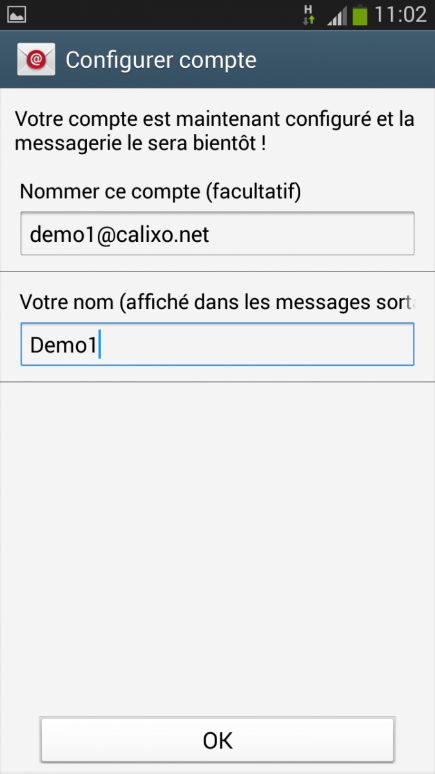 H
11:02
@ Configurer compte
Votre compte est maintenant configuré et la
messagerie le sera bientôt !
Nommer ce compte (facultatif)
demo1@calixo.net
Votre nom (affiché dans les messages sorta
Demo1
OK